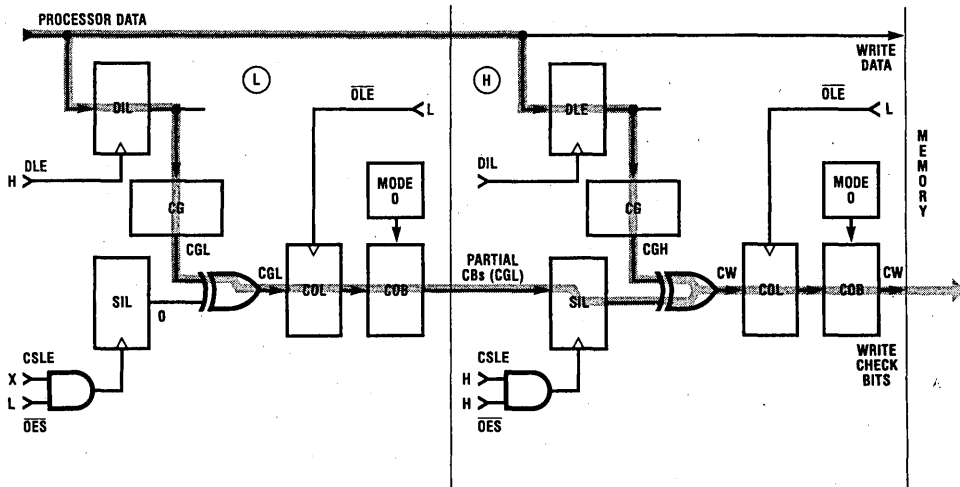 PROCESSOR DATA
WRITE DATA
L
H
DIL
DLE
H
CG
CGL
SIL
0
CSLE
X
L
OES
CGL
OLE
L
MODE 0
COL
COB
PARTIAL CBs (CGL)
DLE
DIL
CG
CGH
SIL
CSLE
H
H
OES
CW
OLE
L
MODE 0
COL
COB
CW
WRITE CHECK BITS
MEMORY